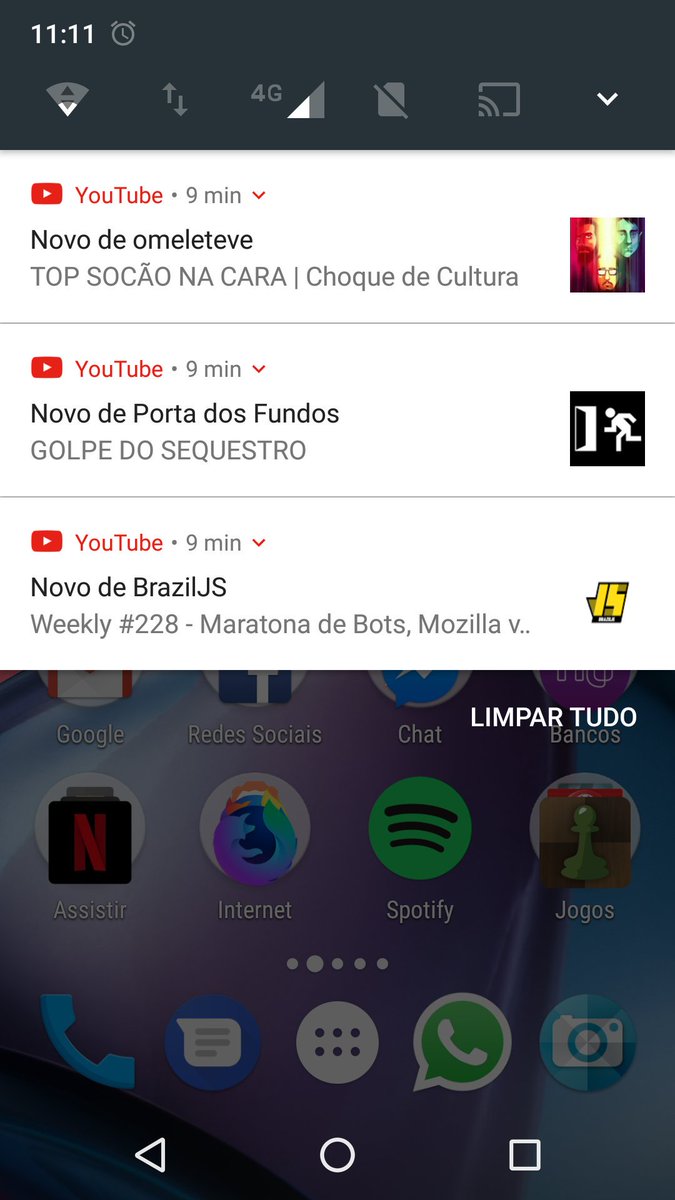 11:11
4G
YouTube • 9 min
Novo de omeleteve
TOP SOCÃO NA CARA | Choque de Cultura
YouTube • 9 min
Novo de Porta dos Fundos
GOLPE DO SEQUESTRO
YouTube • 9 min
Novo de BrazilJS
JS
BRAZIL
Weekly #228 - Maratona de Bots, Mozilla v..
LIMPAR TUDO
Google
Redes Sociais
Chat
Bancos
Assistir
Internet
Spotify
Jogos